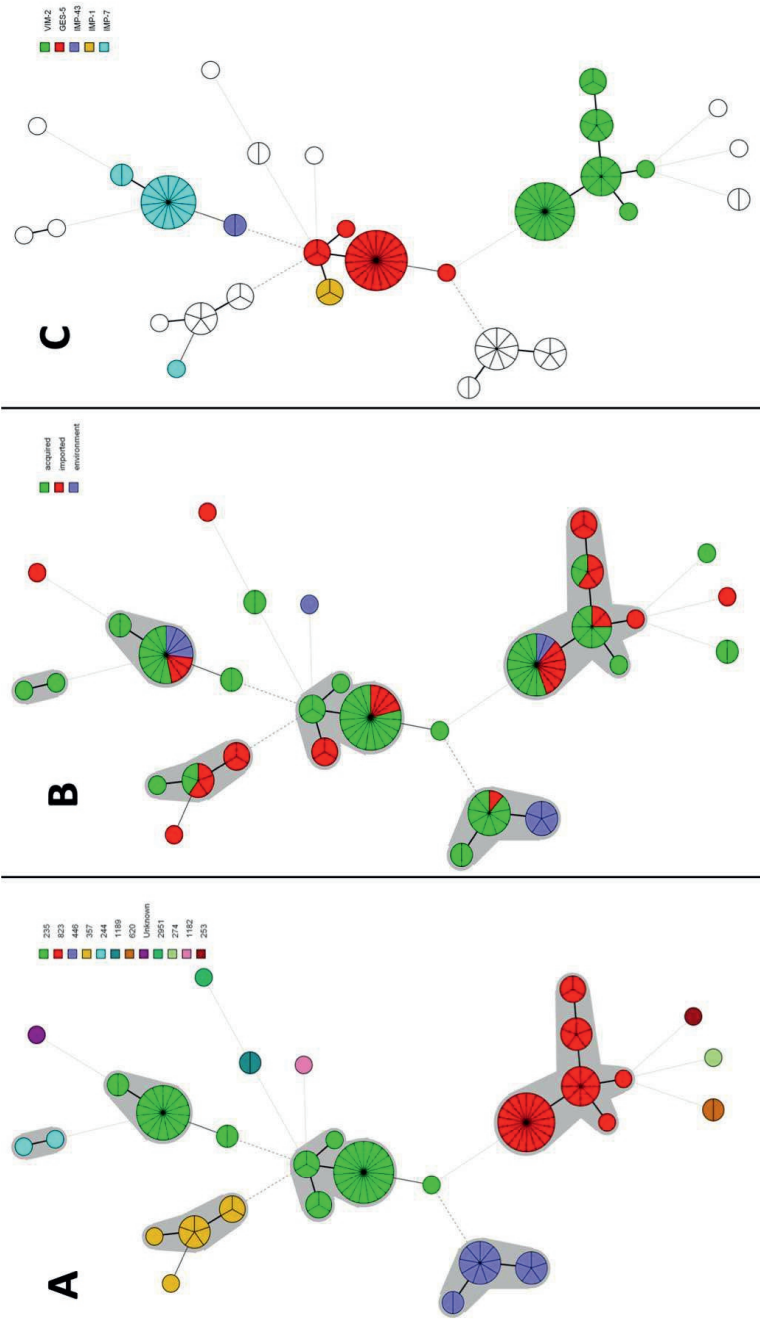 A
235
823
446
357
244
1189
620
Unknown
2951
274
1182
253
B
acquired
imported
environment
C
VIM-2
GES-5
IMP-43
IMP-1
IMP-7